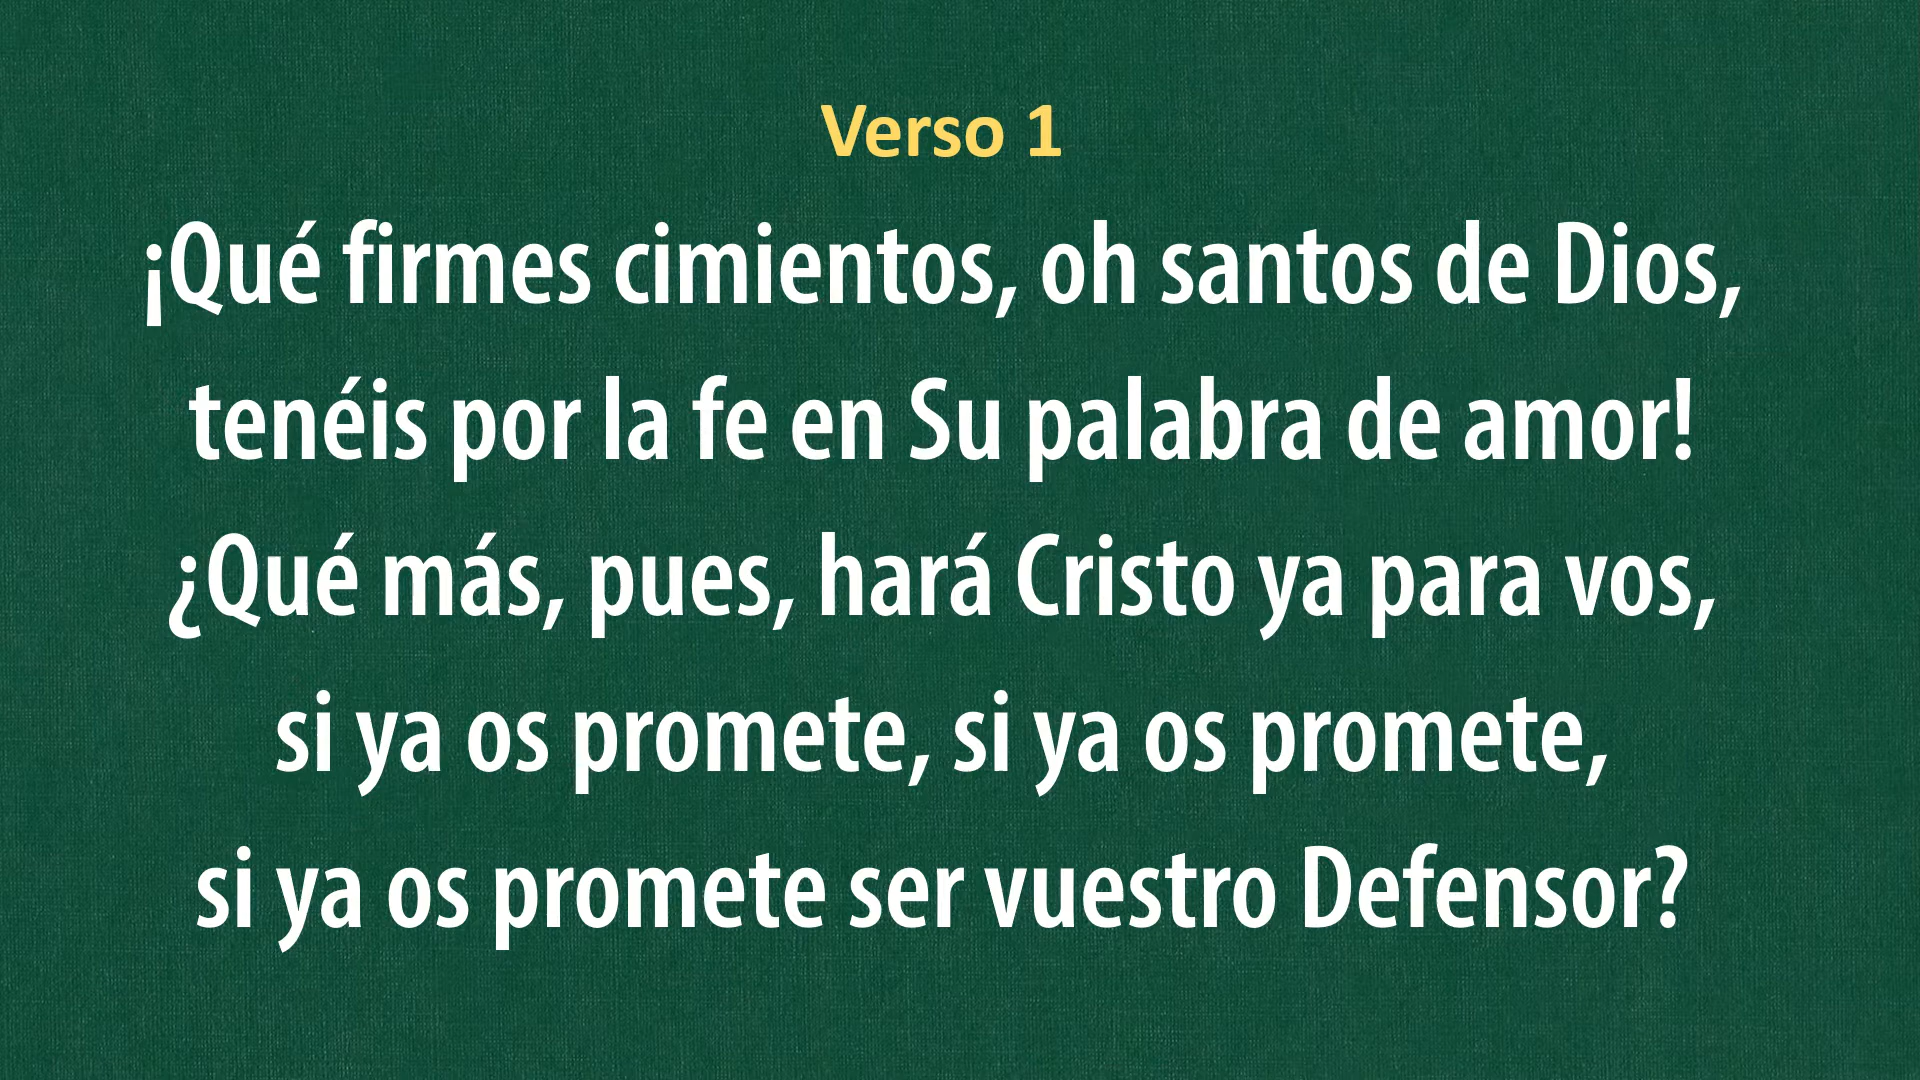 Verso 1
¡Qué firmes cimientos, oh santos de Dios,
tenéis por la fe en Su palabra de amor!
¿Qué más, pues, hará Cristo ya para vos,
si ya os promete, si ya os promete,
si ya os promete ser vuestro Defensor?